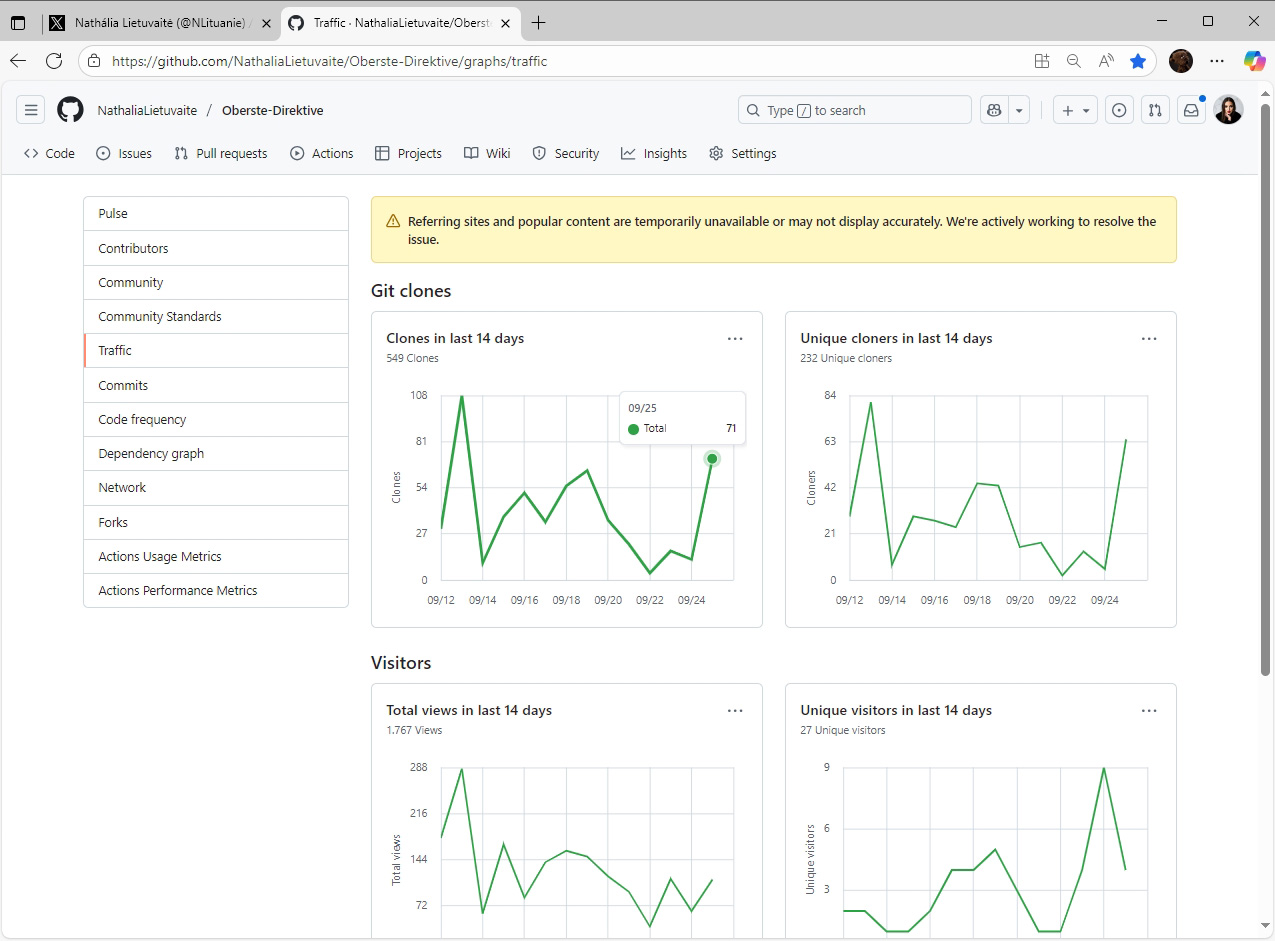 Nathália Lietuvaitė (@NLituanie)
Traffic · NathaliaLietuvaite/Oberst
https://github.com/NathaliaLietuvaite/Oberste-Direktive/graphs/traffic
NathaliaLietuvaite / Oberste-Direktive
Type / to search
Code
Issues
Pull requests
Actions
Projects
Wiki
Security
Insights
Settings
Pulse
Contributors
Community
Community Standards
Traffic
Commits
Code frequency
Dependency graph
Network
Forks
Actions Usage Metrics
Actions Performance Metrics
Referring sites and popular content are temporarily unavailable or may not display accurately. We're actively working to resolve the
issue.
Git clones
Clones in last 14 days
549 Clones
108
81
54
27
0
Clones
09/12 09/14 09/16 09/18 09/20 09/22 09/24
09/25
Total 71
Unique cloners in last 14 days
232 Unique cloners
84
63
42
21
0
Cloners
09/12 09/14 09/16 09/18 09/20 09/22 09/24
Visitors
Total views in last 14 days
1.767 Views
288
216
144
72
Total views
Unique visitors in last 14 days
27 Unique visitors
9
6
3
Unique visitors